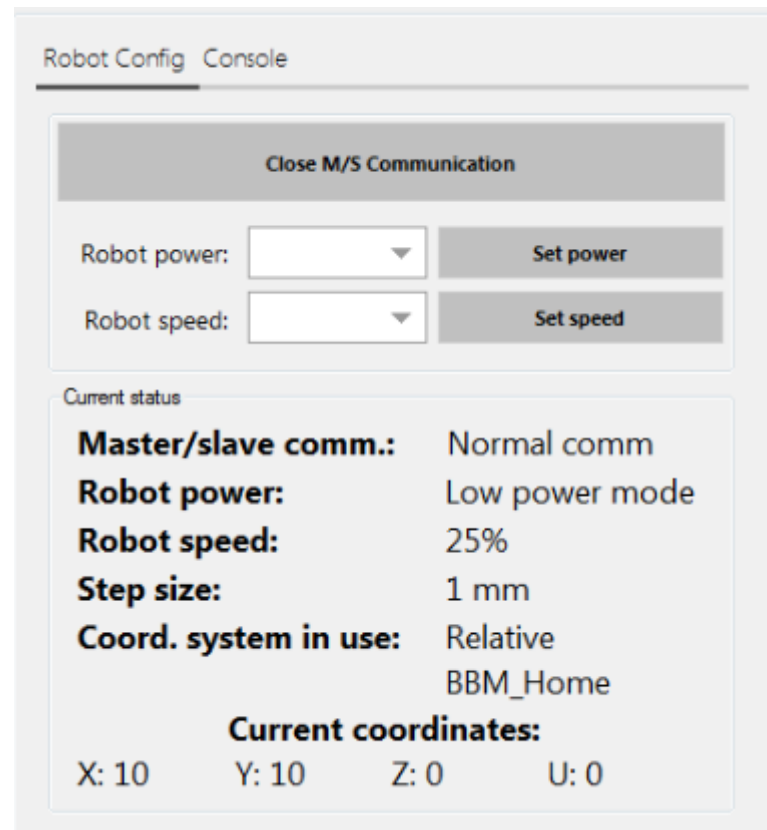 Robot Config Console
Close M/S Communication
Robot power: Set power
Robot speed: Set speed
Current status
Master/slave comm.: Normal comm
Robot power: Low power mode
Robot speed: 25%
Step size: 1 mm
Coord. system in use: Relative
BBM_Home
Current coordinates:
X: 10 Y: 10 Z: 0 U: 0